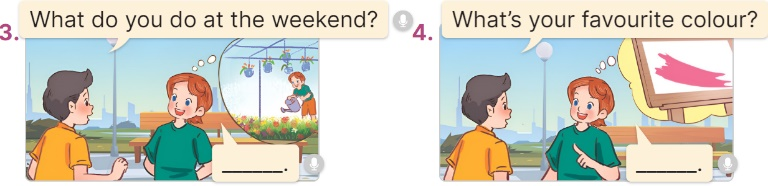 3. What do you do at the weekend?
______.
4. What's your favourite colour?
______.